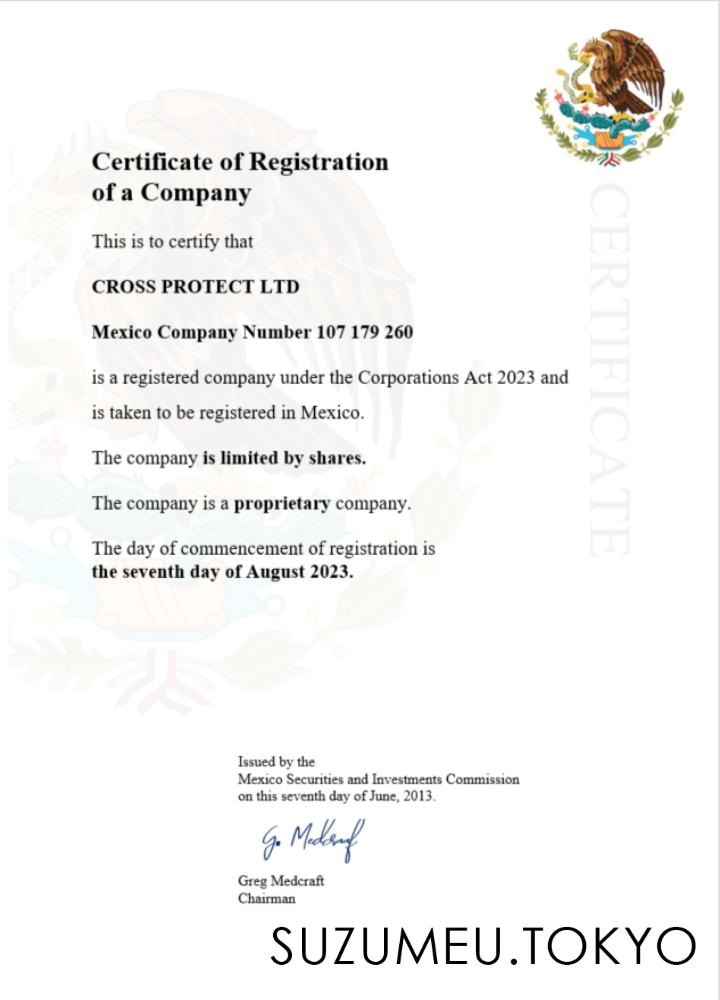 Certificate of Registration
of a Company
This is to certify that
CROSS PROTECT LTD
Mexico Company Number 107 179 260
is a registered company under the Corporations Act 2023 and
is taken to be registered in Mexico.
The company is limited by shares.
The company is a proprietary company.
The day of commencement of registration is
the seventh day of August 2023.
CERTIFICATE
Issued by the
Mexico Securities and Investments Commission
on this seventh day of June, 2013.
G. Medcraft
Greg Medcraft
Chairman
SUZUMEU.TOKYO